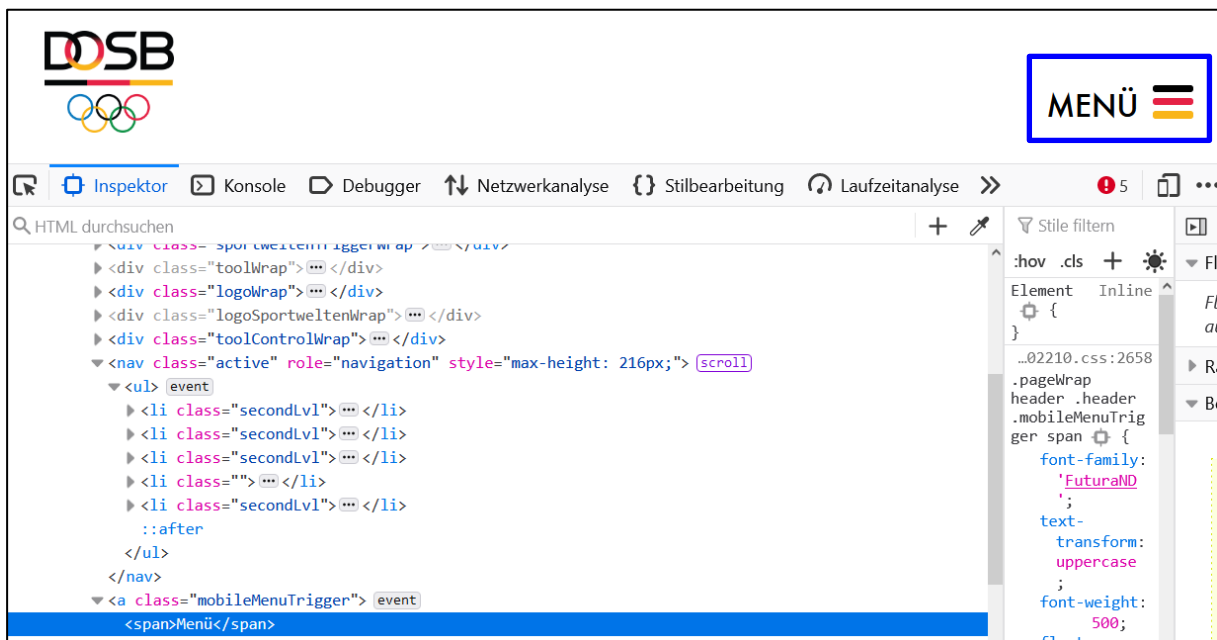 DOSB
MENÜ
Inspektor Konsole Debugger Netzwerkanalyse {} Stilbearbeitung Laufzeitanalyse 5
HTML durchsuchen
Stile filtern
:hov .cls
<div class="sportweltenTriggerWrap"> </div>
<div class="toolWrap"> </div>
<div class="logoWrap"> </div>
<div class="logoSportweltenWrap"> </div>
<div class="toolControlWrap"> </div>
<nav class="active" role="navigation" style="max-height: 216px;"> scroll
<ul> event
<li class="secondLvl"> </li>
<li class="secondLvl"> </li>
<li class="secondLvl"> </li>
<li class=""> </li>
<li class="secondLvl"> </li>
::after
</ul>
</nav>
<a class="mobileMenuTrigger"> event
<span>Menü</span>
Element Inline
{
}
…02210.css:2658
.pageWrap
header .header
.mobileMenuTrig
ger span {
font-family:
'FuturaND
';
text-
transform:
uppercase
;
font-weight:
500;